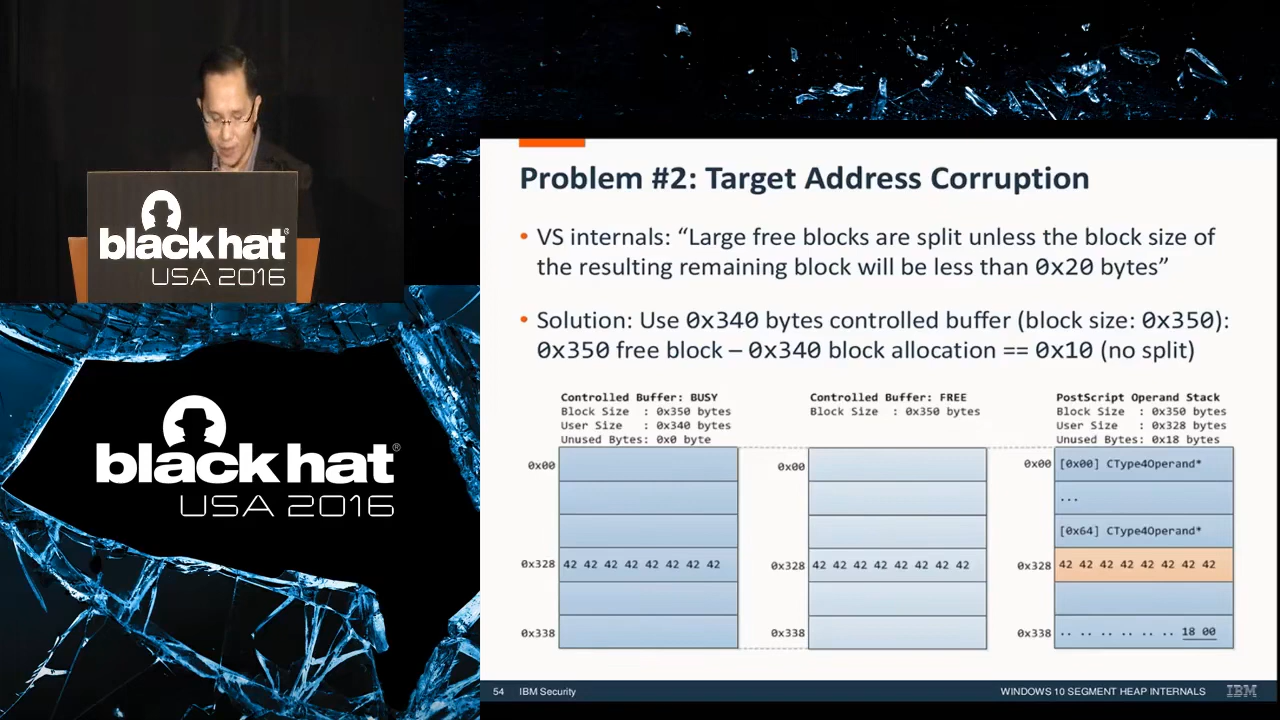 black hat®
USA 2016
black hat®
USA 2016
Problem #2: Target Address Corruption
• VS internals: “Large free blocks are split unless the block size of
the resulting remaining block will be less than 0x20 bytes”
• Solution: Use 0x340 bytes controlled buffer (block size: 0x350):
0x350 free block – 0x340 block allocation == 0x10 (no split)
Controlled Buffer: BUSY
Block Size : 0x350 bytes
User Size : 0x340 bytes
Unused Bytes: 0x0 byte
0x00
0x328 42 42 42 42 42 42 42 42
0x338
Controlled Buffer: FREE
Block Size : 0x350 bytes
0x00
0x328 42 42 42 42 42 42 42 42
0x338
PostScript Operand Stack
Block Size : 0x350 bytes
User Size : 0x328 bytes
Unused Bytes: 0x18 bytes
0x00 [0x00] CType4Operand*
...
[0x64] CType4Operand*
0x328 42 42 42 42 42 42 42 42
0x338 .. .. .. .. .. .. 18 00
54 IBM Security
WINDOWS 10 SEGMENT HEAP INTERNALS IBM